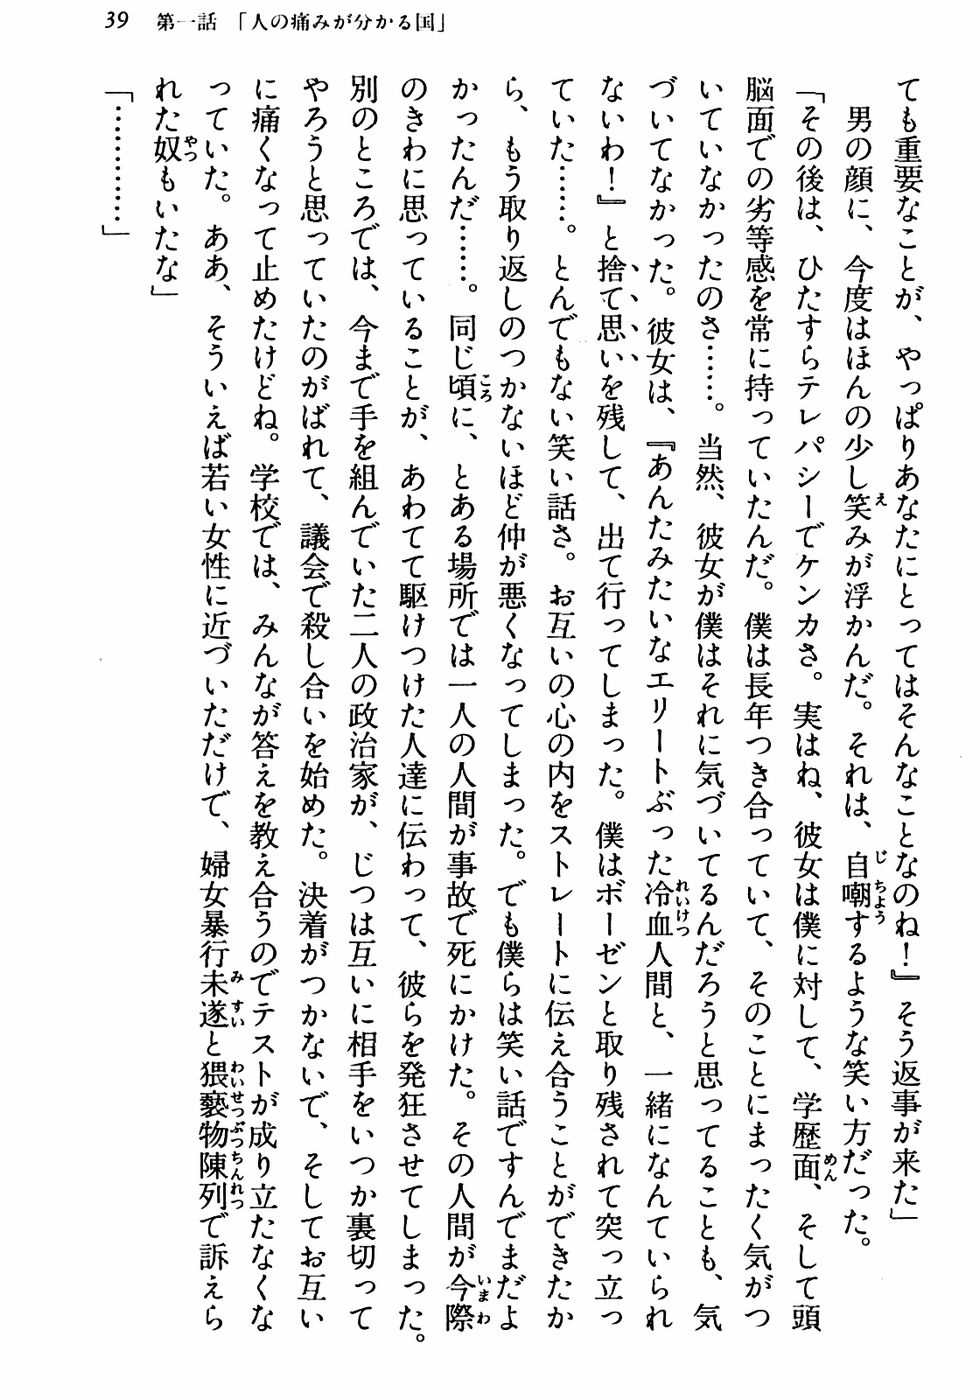 39 第一話 「人の痛みが分かる国」
ても重要なことが、やっぱりあなたにとってはそんなことなのね！』そう返事が来た」
男の顔に、今度はほんの少し笑みが浮かんだ。それは、自嘲するような笑い方だった。
「その後は、ひたすらテレパシーでケンカさ。実はね、彼女は僕に対して、学歴面、そして頭
脳面での劣等感を常に持っていたんだ。僕は長年つき合っていて、そのことにまったく気がつ
いていなかったのさ……。当然、彼女が僕はそれに気づいてるんだろうと思ってることも、気
づいてなかった。彼女は、『あんたみたいなエリートぶった冷血人間と、一緒になんていられ
ないわ！』と捨て思いを残して、出て行ってしまった。僕はボーゼンと取り残されて突っ立っ
ていた……。とんでもない笑い話さ。お互いの心の内をストレートに伝え合うことができたか
ら、もう取り返しのつかないほど仲が悪くなってしまった。でも僕らは笑い話ですんでまだよ
かったんだ……。同じ頃に、とある場所では一人の人間が事故で死にかけた。その人間が今際
のきわに思っていることが、あわてて駆けつけた人達に伝わって、彼らを発狂させてしまった。
別のところでは、今まで手を組んでいた二人の政治家が、じつは互いに相手をいつか裏切って
やろうと思っていたのがばれて、議会で殺し合いを始めた。決着がつかないで、そしてお互い
に痛くなって止めたけどね。学校では、みんなが答えを教え合うのでテストが成り立たなくな
っていた。ああ、そういえば若い女性に近づいただけで、婦女暴行未遂と猥褻物陳列で訴えら
れた奴もいたな」
「…………」